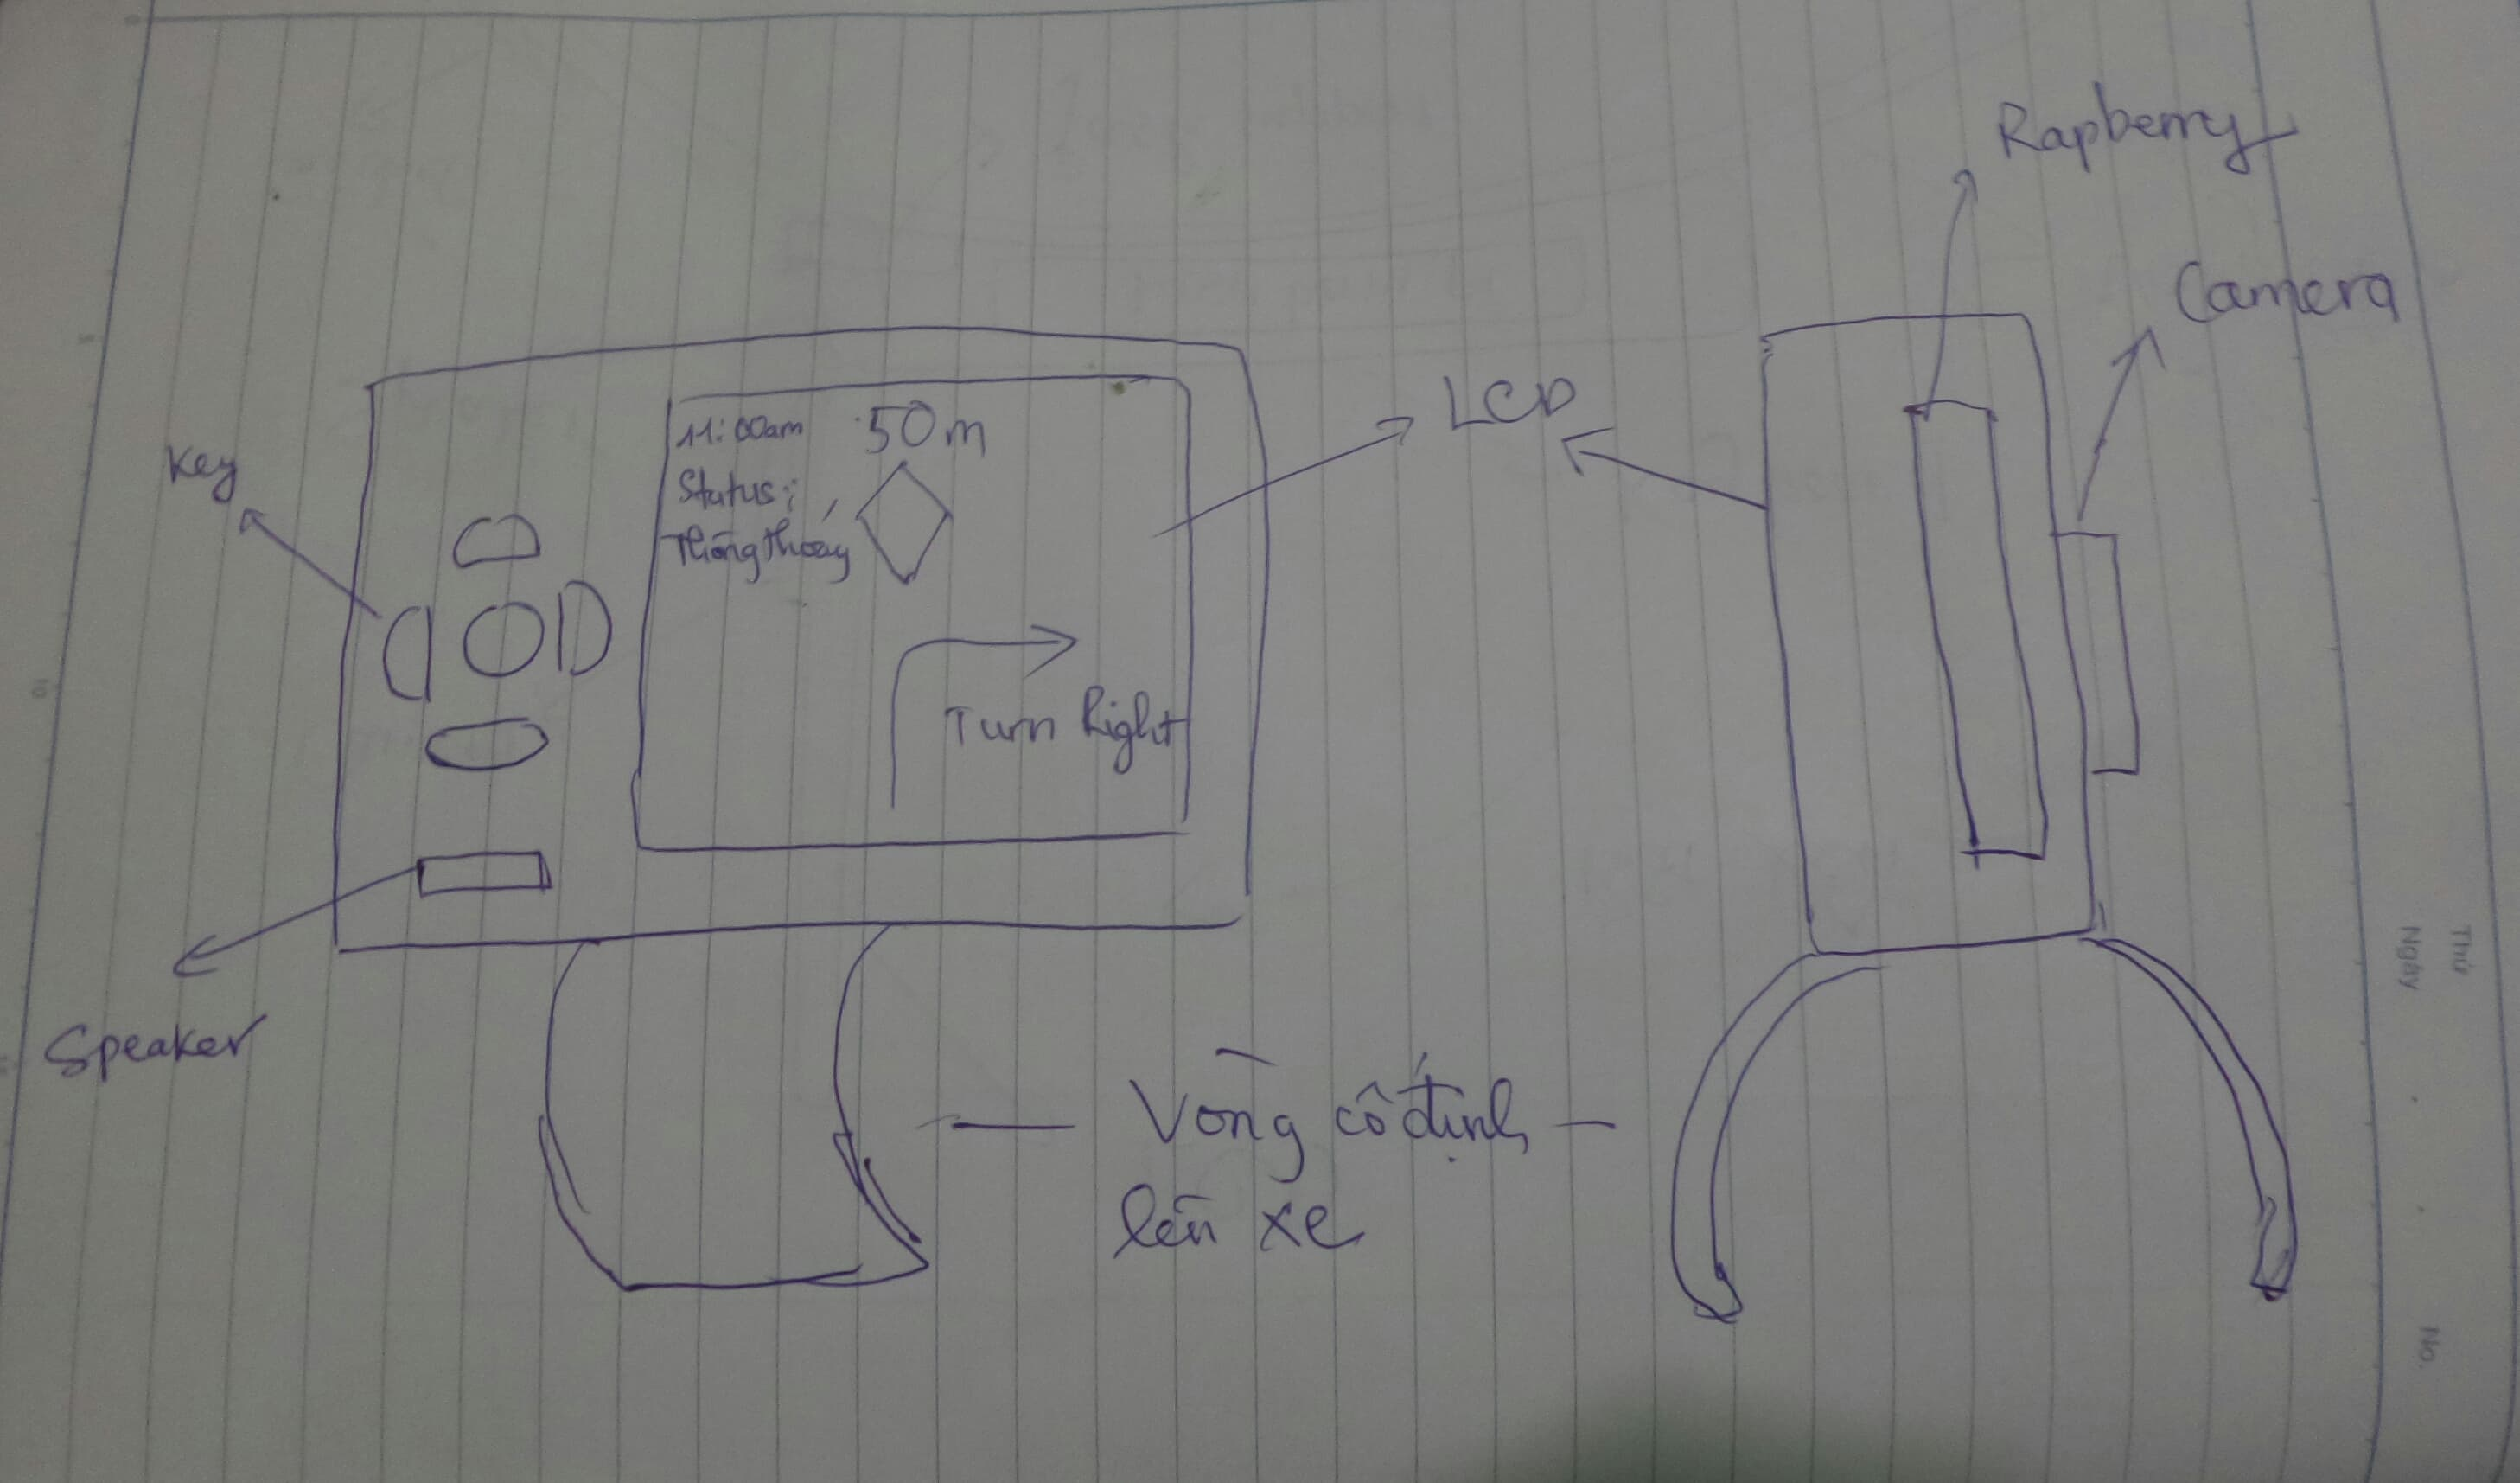 Rapberry
Camera
LCD
Key
11:00am
50m
Status:
Thông tho
Turn Right
Speaker
Vòng cố định
lên xe
Thứ
Ngày
No.